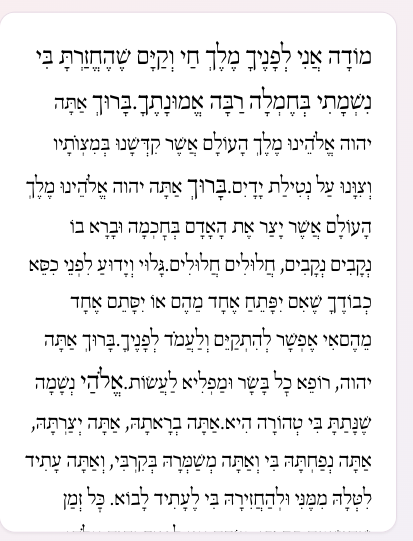 מוֹדָה אֲנִי לְפָנֶיךָ מֶלֶךְ חַי וְקַיָּם שֶׁהֶחֱזַרְתָּ בִּי
נִשְׁמָתִי בְּחֶמְלָה רַבָּה אֱמוּנָתֶךָ.בָּרוּךְ אַתָּה
יהוה אֱלֹהֵינוּ מֶלֶךְ הָעוֹלָם אֲשֶׁר קִדְּשָׁנוּ בְּמִצְוֹתָיו
וְצִוָּנוּ עַל נְטִילַת יָדָיִם.בָּרוּךְ אַתָּה יהוה אֱלֹהֵינוּ מֶלֶךְ
הָעוֹלָם אֲשֶׁר יָצַר אֶת הָאָדָם בְּחָכְמָה וּבָרָא בוֹ
נְקָבִים נְקָבִים, חֲלוּלִים חֲלוּלִים.גָּלוּי וְיָדוּעַ לִפְנֵי כִסֵּא
כְבוֹדֶךָ שֶׁאִם יִפָּתֵחַ אֶחָד מֵהֶם אוֹ יִסָּתֵם אֶחָד
מֵהֶםאִי אֶפְשָׁר לְהִתְקַיֵּם וְלַעֲמֹד לְפָנֶיךָ.בָּרוּךְ אַתָּה
יהוה, רוֹפֵא כָל בָּשָׂר וּמַפְלִיא לַעֲשׂוֹת.אֱלֹהַי נְשָׁמָה
שֶׁנָּתַתָּ בִּי טְהוֹרָה הִיא.אַתָּה בְרָאתָהּ, אַתָּה יְצַרְתָּהּ,
אַתָּה נְפַחְתָּהּ בִּי וְאַתָּה מְשַׁמְּרָהּ בְּקִרְבִּי, וְאַתָּה עָתִיד
לִטְּלָהּ מִמֶּנִּי וּלְהַחֲזִירָהּ בִּי לֶעָתִיד לָבוֹא. כָּל זְמַן